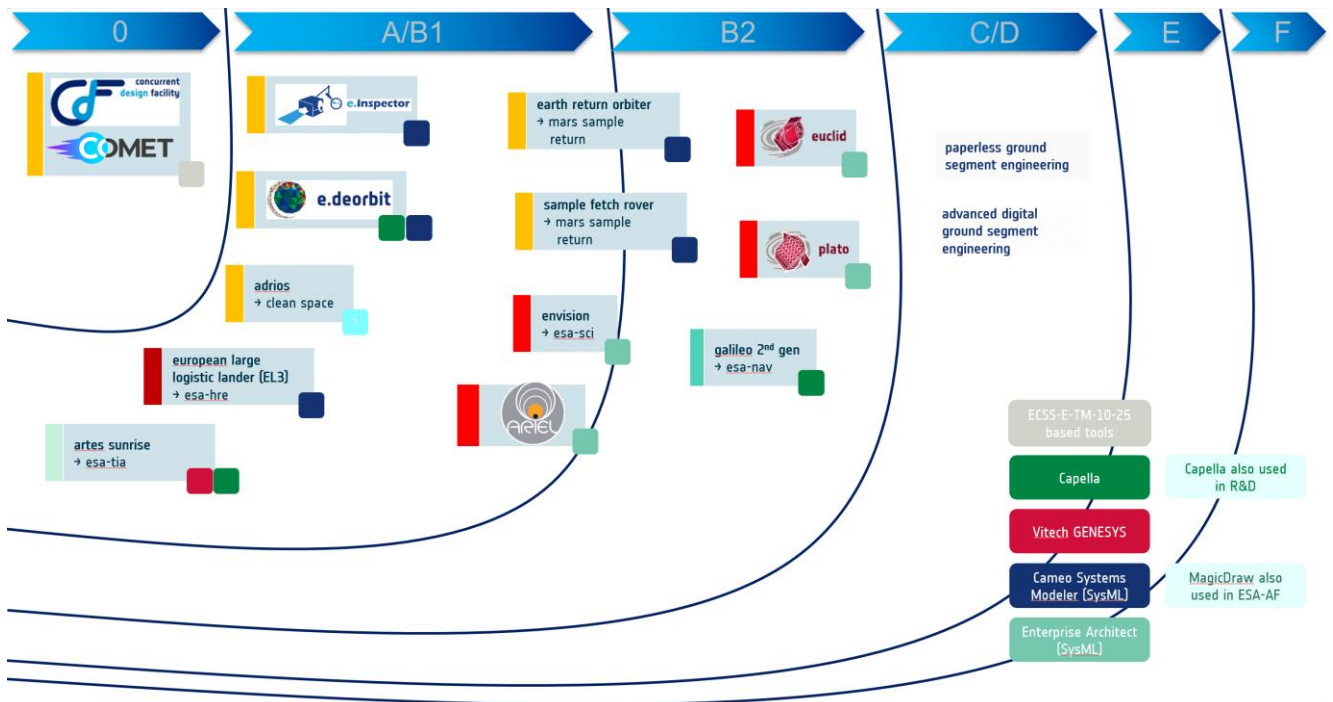 0
A/B1
B2
C/D
E
F
concurrent
design facility
COMET
e.Inspector
e.deorbit
adrios
→ clean space
?
european large
logistic lander (EL3)
→ esa-hre
artes sunrise
→ esa-tia
earth return orbiter
→ mars sample
return
sample fetch rover
→ mars sample
return
envision
→ esa-sci
ARIEL
euclid
plato
galileo 2nd gen
→ esa-nav
paperless ground
segment engineering
advanced digital
ground segment
engineering
ECSS-E-TM-10-25
based tools
Capella
Capella also used
in R&D
Vitech GENESYS
Cameo Systems
Modeler (SysML)
MagicDraw also
used in ESA-AF
Enterprise Architect
(SysML)